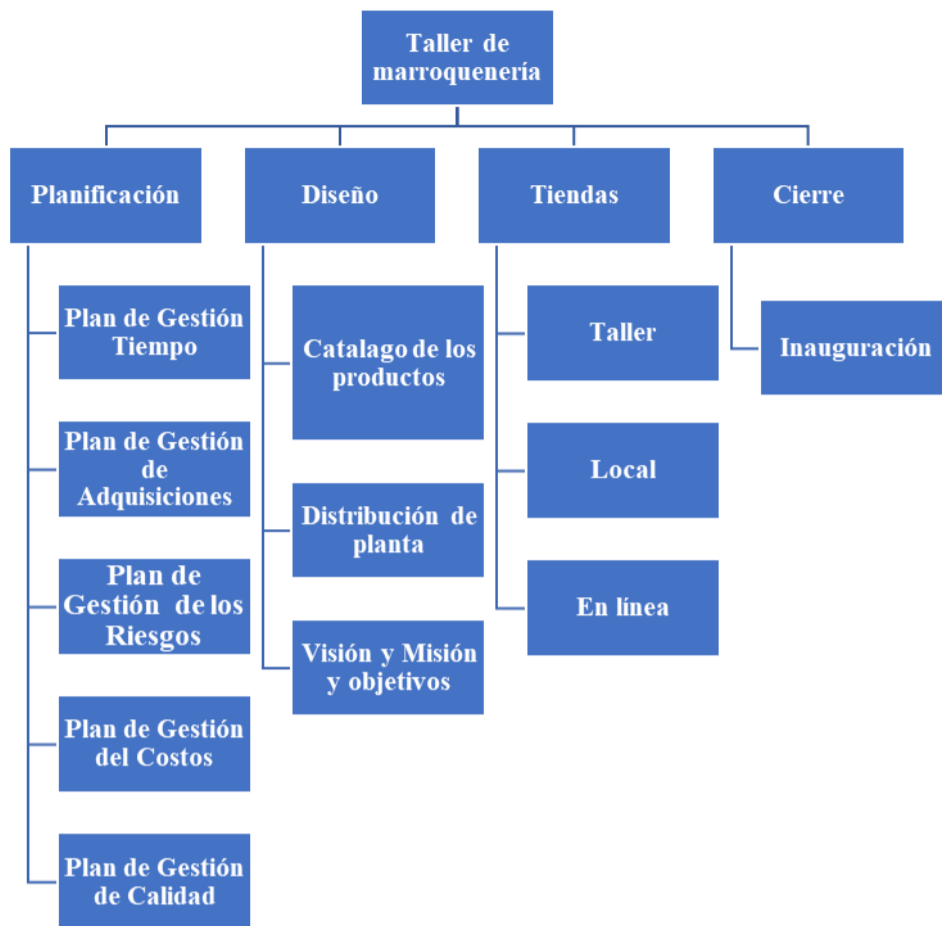 Taller de
marroquenería
Planificación
Diseño
Tiendas
Cierre
Plan de Gestión
Tiempo
Plan de Gestión
de
Adquisiciones
Plan de
Gestión de los
Riesgos
Plan de Gestión
del Costos
Plan de Gestión
de Calidad
Catalago de los
productos
Distribución de
planta
Visión y Misión
y objetivos
Taller
Local
En línea
Inauguración